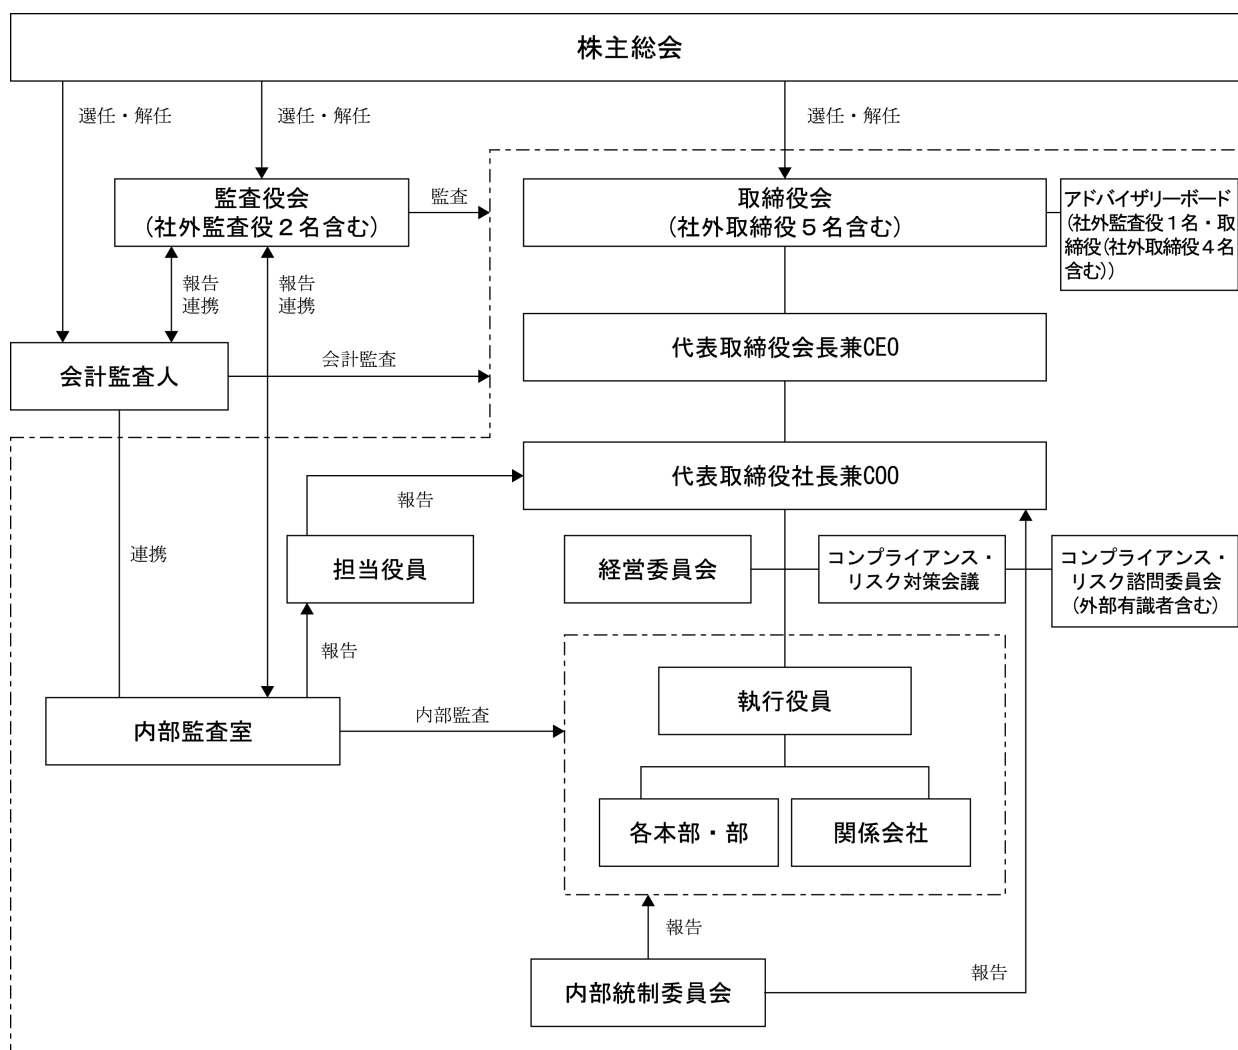 株主総会
選任・解任
選任・解任
選任・解任
監査役会
(社外監査役２名含む)
監査
取締役会
(社外取締役５名含む)
アドバイザリーボード
(社外監査役１名・取
締役(社外取締役４名
含む))
報告
連携
報告
連携
代表取締役会長兼CEO
会計監査人
会計監査
代表取締役社長兼COO
報告
連携
担当役員
経営委員会
コンプライアンス・
リスク対策会議
コンプライアンス・
リスク諮問委員会
(外部有識者含む)
報告
執行役員
内部監査室
内部監査
各本部・部
関係会社
報告
内部統制委員会
報告